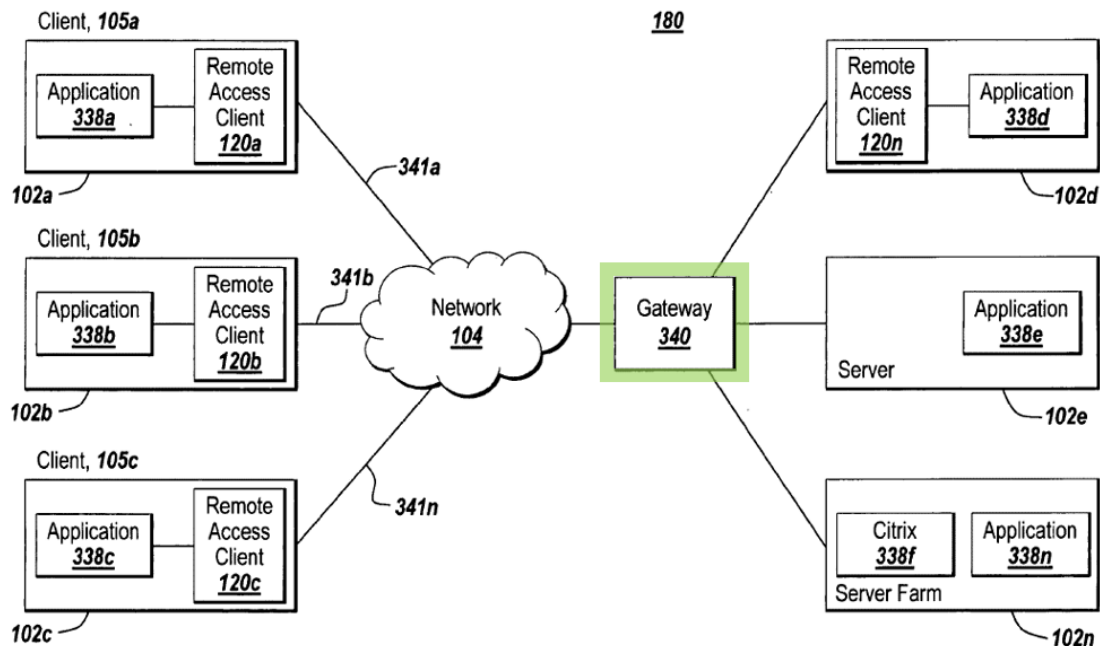 Client, 105a
Application
338a
Remote
Access
Client
120a
102a
341a
Client, 105b
Application
338b
Remote
Access
Client
120b
102b
341b
Client, 105c
Application
338c
Remote
Access
Client
120c
102c
341n
Network
104
180
Gateway
340
Remote
Access
Client
120n
Application
338d
102d
Application
338e
Server
102e
Citrix
338f
Application
338n
Server Farm
102n